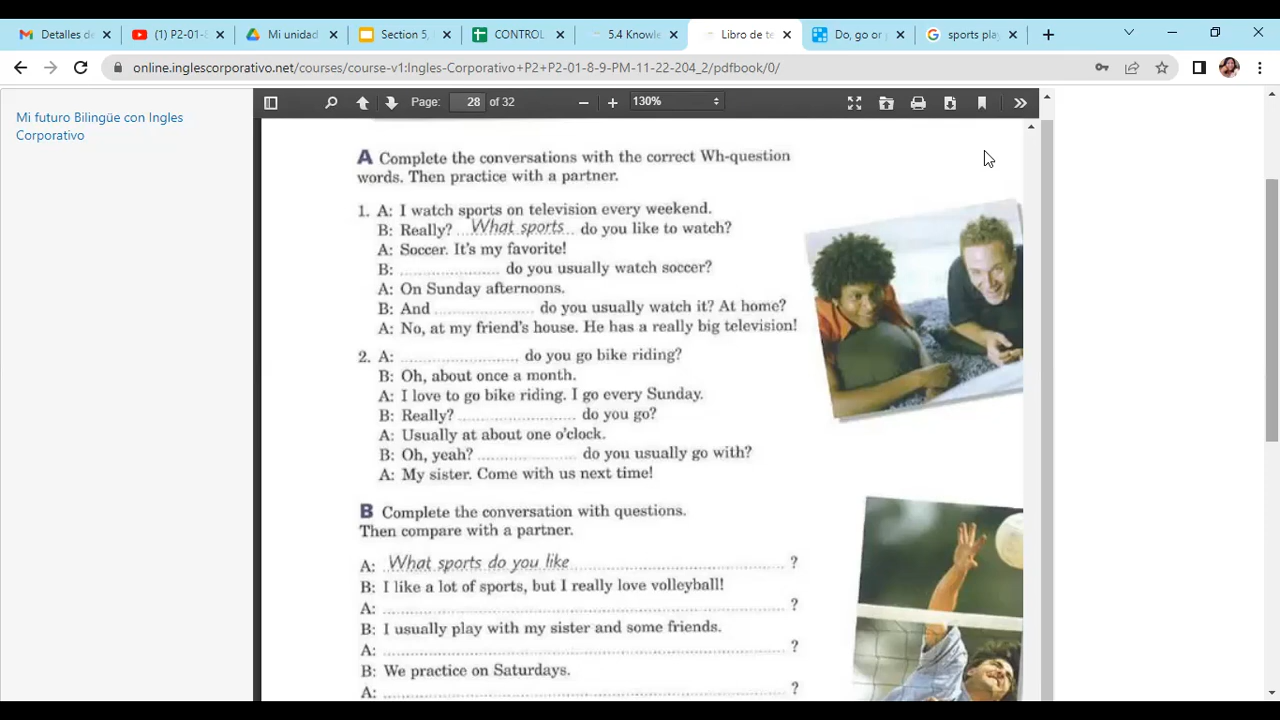 Detalles de
(1) P2-01-8
Mi unidad
Section 5,
CONTROL
5.4 Knowle
Libro de te
Do, go or
sports play
online.inglescorporativo.net/courses/course-v1:Ingles-Corporativo+P2+P2-01-8-9-PM-11-22-204_2/pdfbook/0/
Mi futuro Bilingüe con Ingles
Corporativo
Page: 28 of 32
130%
A Complete the conversations with the correct Wh-question
words. Then practice with a partner.
1. A: I watch sports on television every weekend.
B: Really? What sports do you like to watch?
A: Soccer. It's my favorite!
B: .................... do you usually watch soccer?
A: On Sunday afternoons.
B: And .................... do you usually watch it? At home?
A: No, at my friend's house. He has a really big television!
2. A: .................... do you go bike riding?
B: Oh, about once a month.
A: I love to go bike riding. I go every Sunday.
B: Really? .................... do you go?
A: Usually at about one o'clock.
B: Oh, yeah? .................... do you usually go with?
A: My sister. Come with us next time!
B Complete the conversation with questions.
Then compare with a partner.
A: What sports do you like ....................?
B: I like a lot of sports, but I really love volleyball!
A: ....................?
B: I usually play with my sister and some friends.
A: ....................?
B: We practice on Saturdays.
A: ....................?